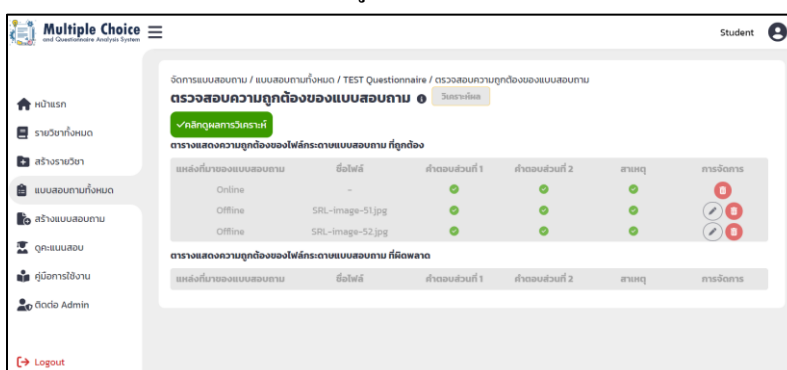 Multiple Choice
and Questionnaire Analysis System
Student
จัดการแบบสอบถาม / แบบสอบถามทั้งหมด / TEST Questionnaire / ตรวจสอบความถูกต้องของแบบสอบถาม
ตรวจสอบความถูกต้องของแบบสอบถาม วิเคราะห์ผล
หน้าแรก
รายวิชาทั้งหมด
สร้างรายวิชา
แบบสอบถามทั้งหมด
สร้างแบบสอบถาม
ดูคะแนนสอบ
คู่มือการใช้งาน
ติดต่อ Admin
Logout
คลิกดูผลการวิเคราะห์
ตารางแสดงความถูกต้องของไฟล์กระดาษแบบสอบถาม ที่ถูกต้อง
แหล่งที่มาของแบบสอบถาม ชื่อไฟล์ คำตอบส่วนที่ 1 คำตอบส่วนที่ 2 สาเหตุ การจัดการ
Online -
Offline SRL-image-51.jpg
Offline SRL-image-52.jpg
ตารางแสดงความถูกต้องของไฟล์กระดาษแบบสอบถาม ที่ผิดพลาด
แหล่งที่มาของแบบสอบถาม ชื่อไฟล์ คำตอบส่วนที่ 1 คำตอบส่วนที่ 2 สาเหตุ การจัดการ